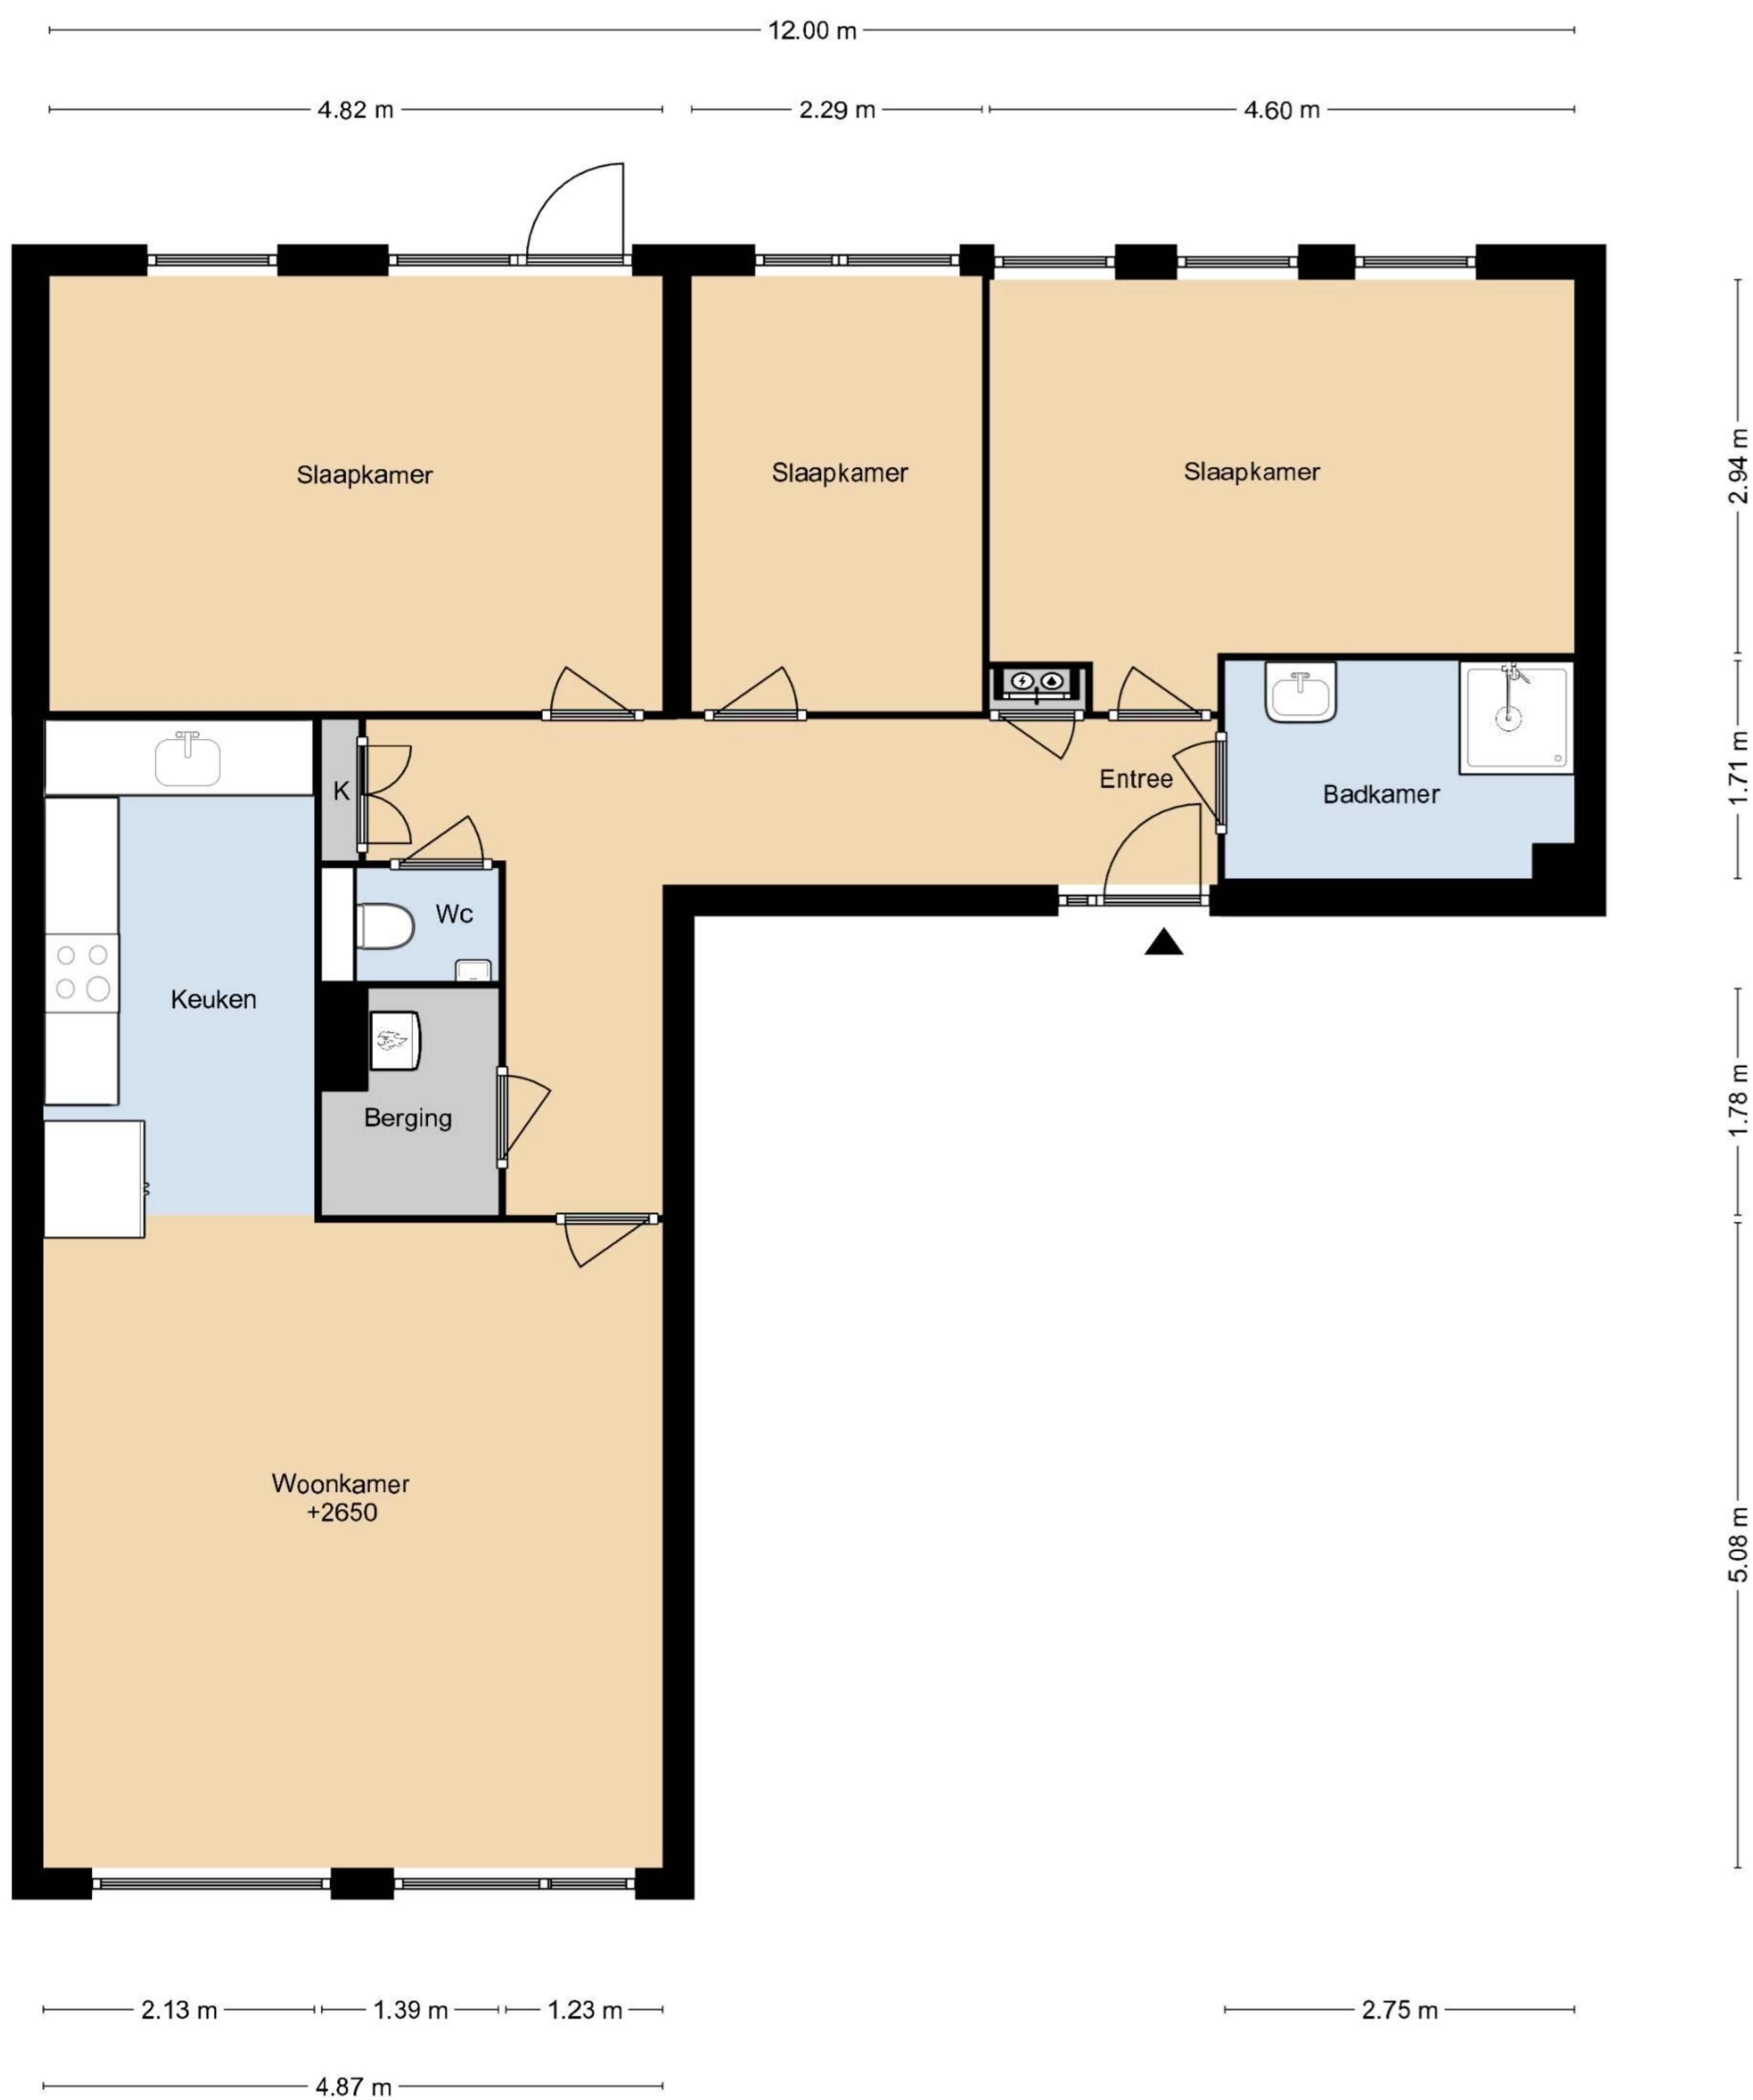 12.00 m
4.82 m
2.29 m
4.60 m
Slaapkamer
Slaapkamer
Slaapkamer
2.94 m
K
Entree
Badkamer
1.71 m
Wc
Keuken
Berging
1.78 m
Woonkamer
+2650
5.08 m
2.13 m
1.39 m
1.23 m
2.75 m
4.87 m